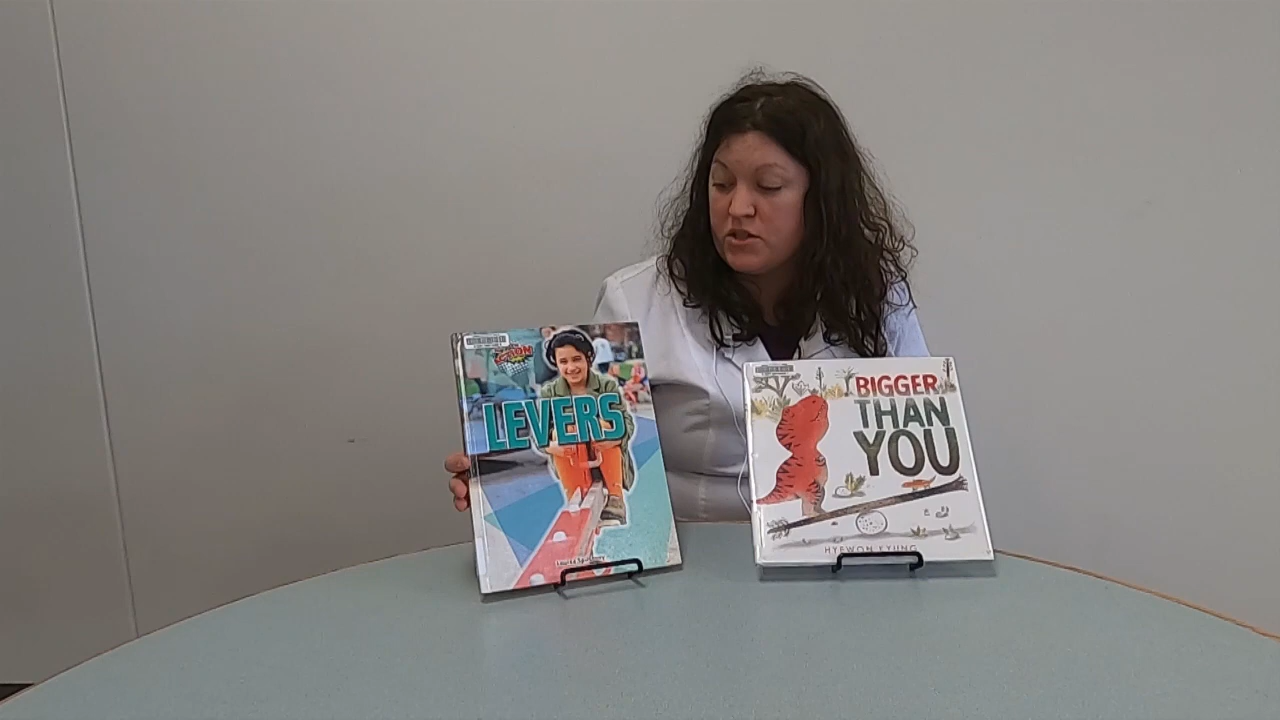 LEVERS
BIGGER
THAN
YOU
HYEWON KYUNG